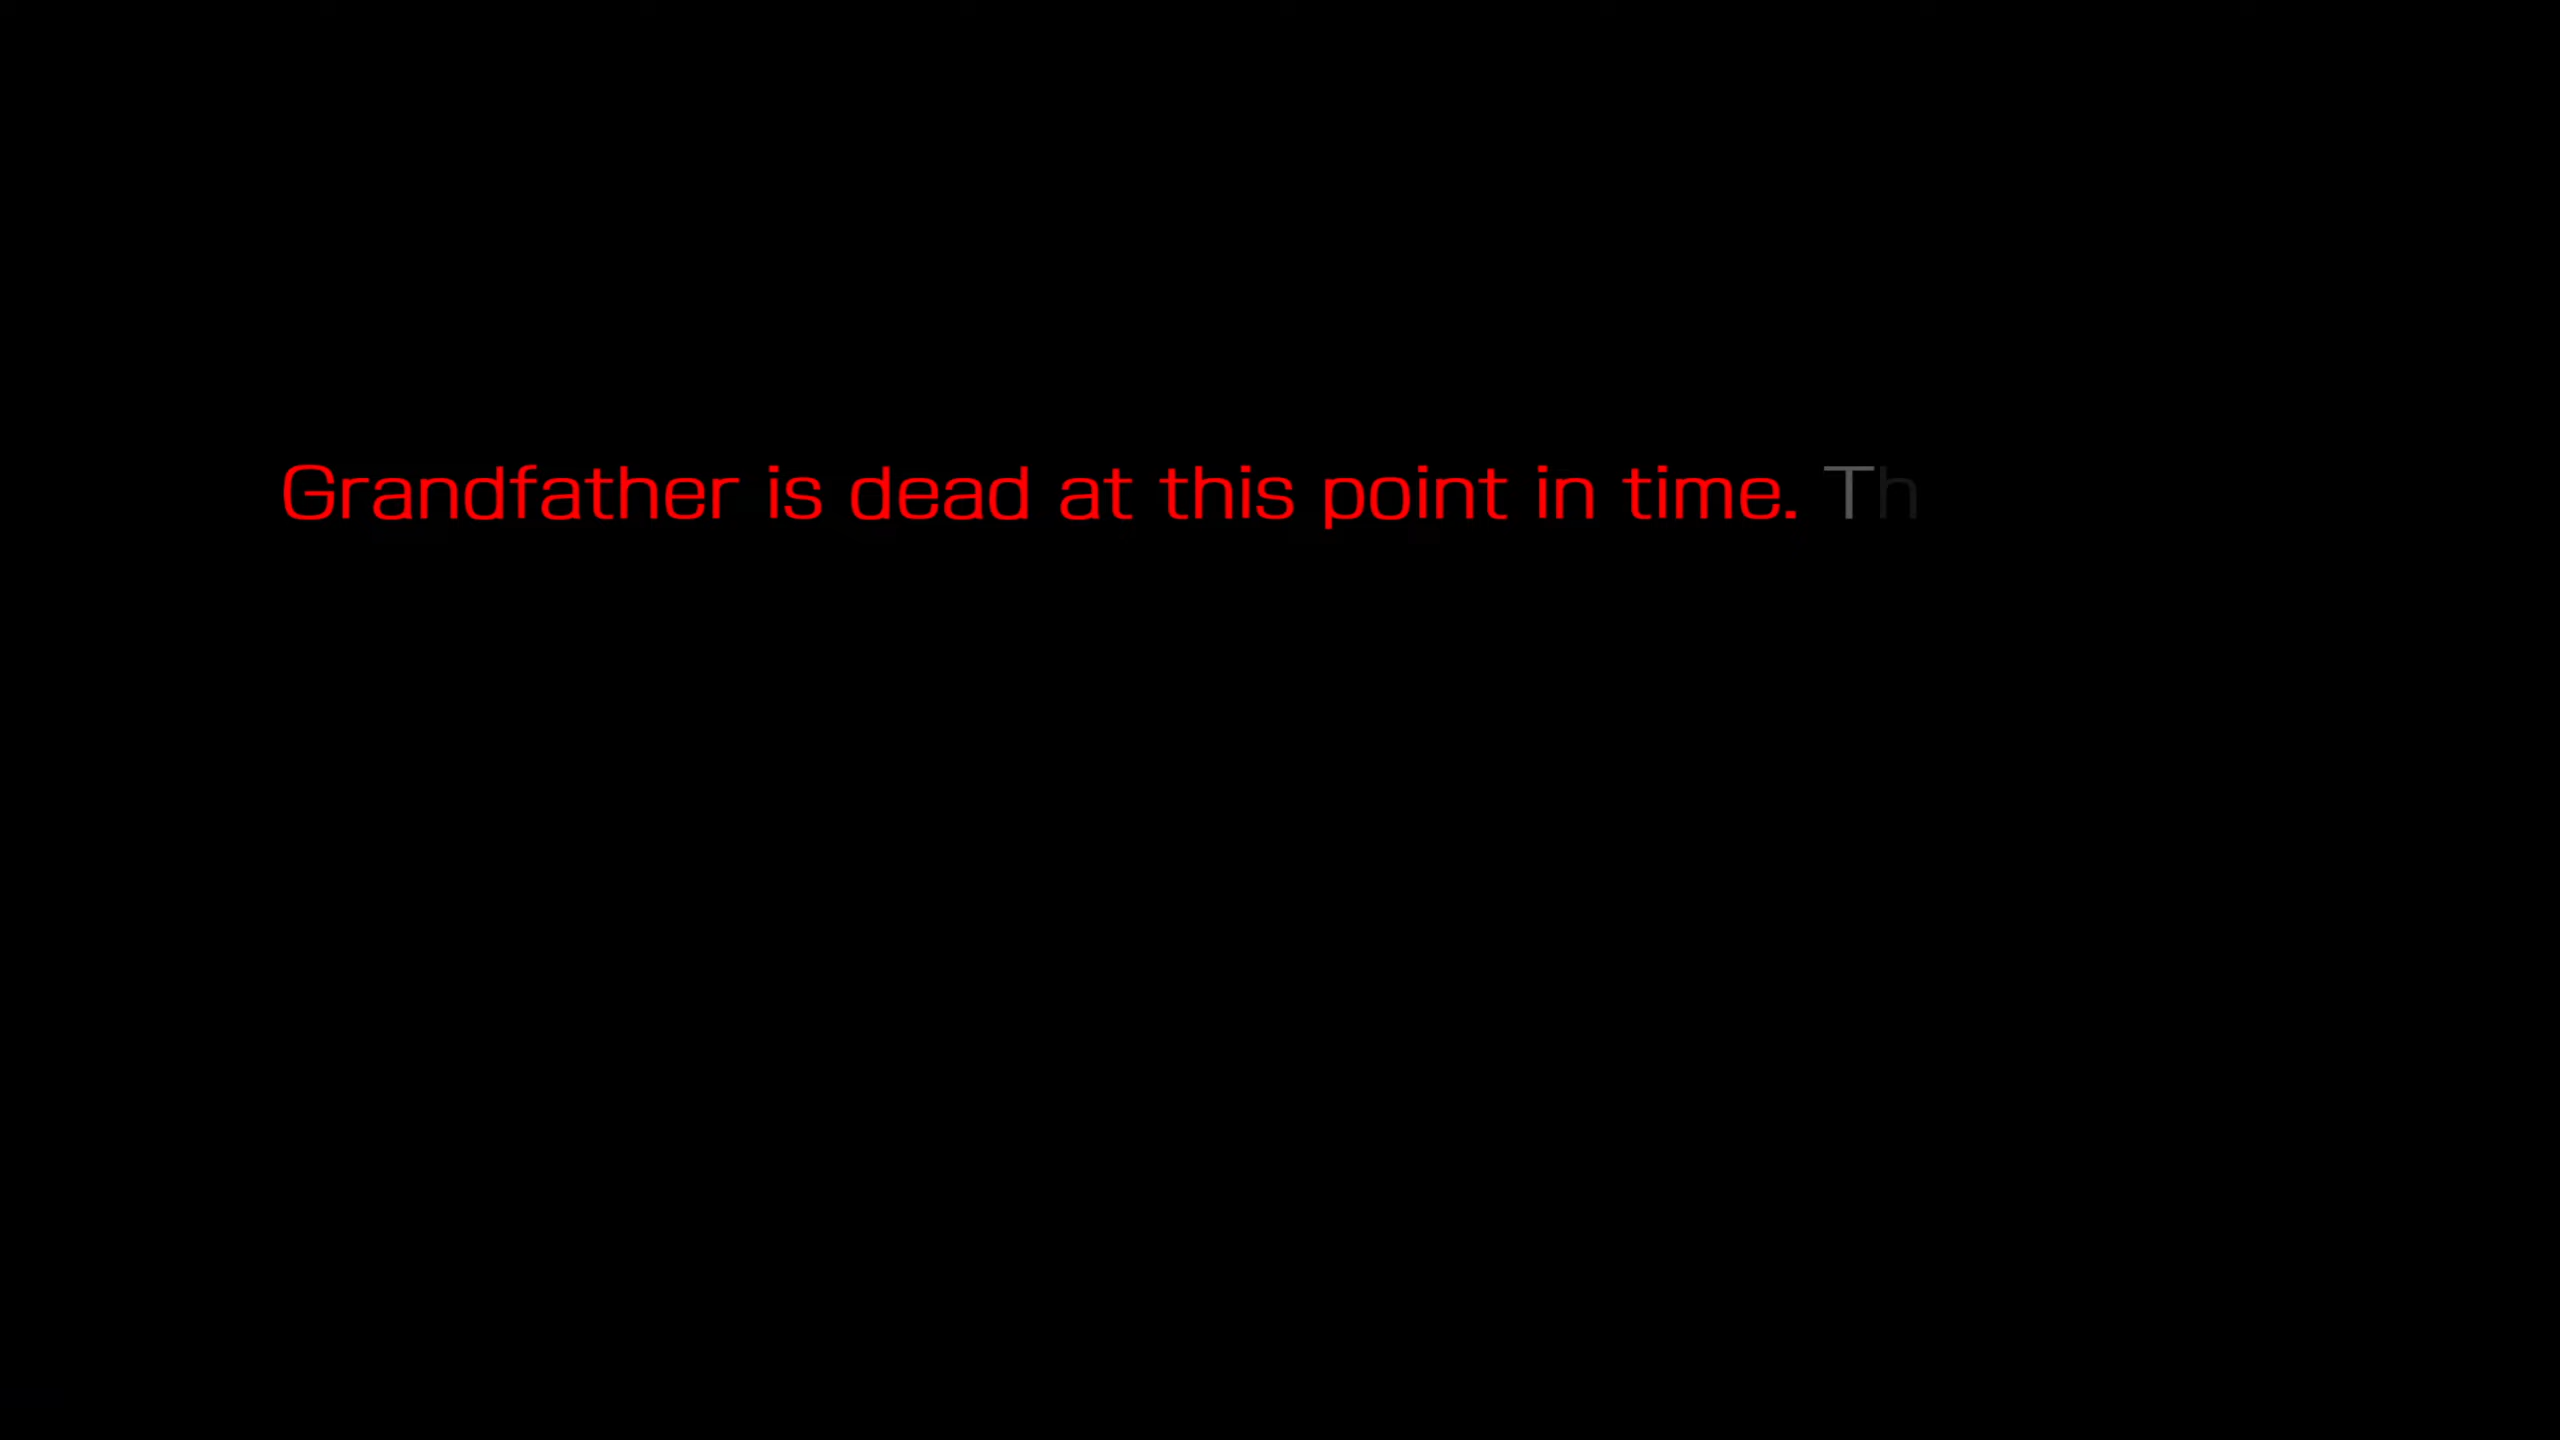 Grandfather is dead at this point in time. Th